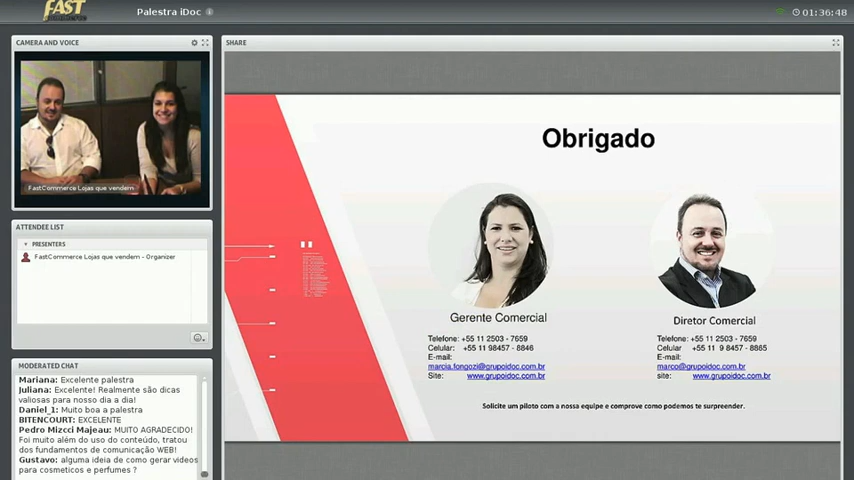 FAST
Palestra iDoc
01:36:48
CAMERA AND VOICE
FastCommerce Lojas que vendem
ATTENDEE LIST
PRESENTERS
FastCommerce Lojas que vendem - Organizer
MODERATED CHAT
Mariana: Excelente palestra
Juliana: Excelente! Realmente são dicas
valiosas para nosso dia a dia!
Daniel_1: Muito boa a palestra
BITENCOURT: EXCELENTE
Pedro Mizcci Majeau: MUITO AGRADECIDO!
Foi muito além do uso do conteúdo, tratou
dos fundamentos de comunicação WEB!
Gustavo: alguma ideia de como gerar videos
para cosmeticos e perfumes ?
SHARE
Obrigado
Gerente Comercial
Telefone: +55 11 2503 - 7659
Celular: +55 11 98457 - 8846
E-mail:
marcia.fongozi@grupoidoc.com.br
Site: www.grupoidoc.com.br
Diretor Comercial
Telefone: +55 11 2503 - 7659
Celular +55 11 9 8457 - 8865
E-mail:
marco@grupoidoc.com.br
site: www.grupoidoc.com.br
Solicite um piloto com a nossa equipe e comprove como podemos te surpreender.